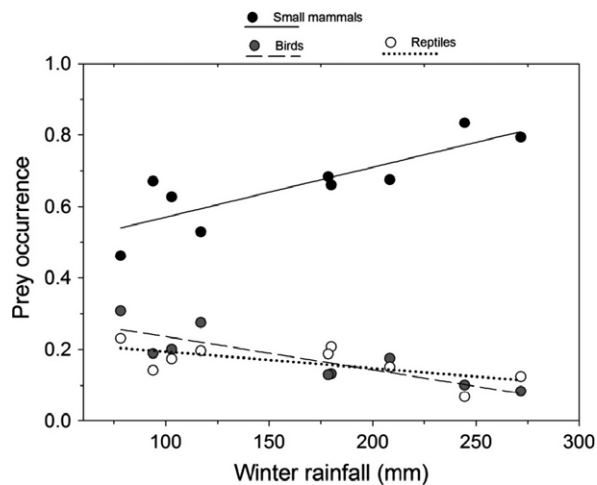 Small mammals
Birds Reptiles
1.0
0.8
0.6
0.4
0.2
0.0
Prey occurrence
100 150 200 250 300
Winter rainfall (mm)